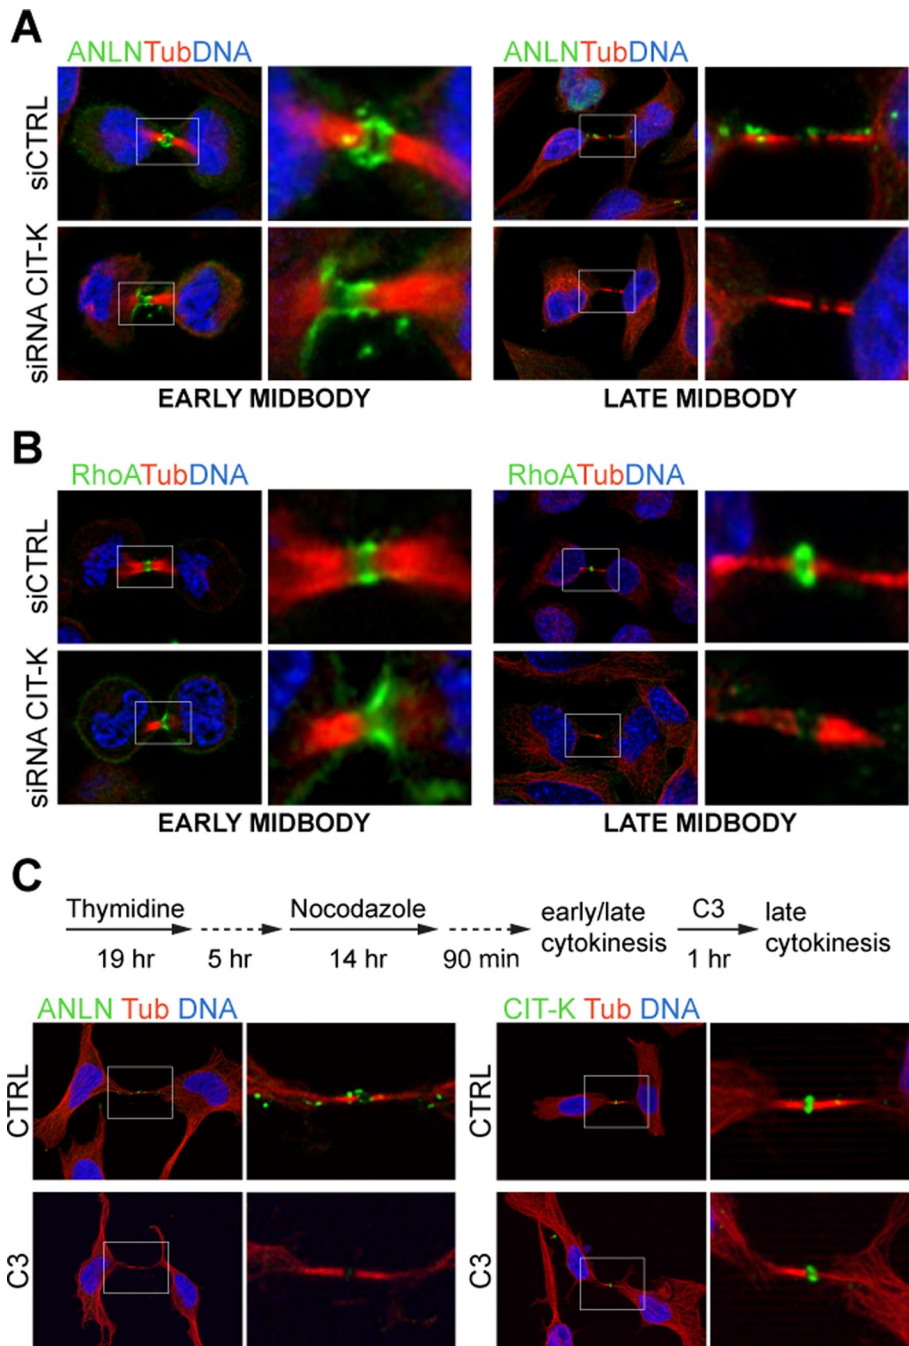 A
ANLNTubDNA
ANLNTubDNA
siCTRL
siRNA CIT-K
EARLY MIDBODY
LATE MIDBODY
B
RhoATubDNA
RhoATubDNA
siCTRL
siRNA CIT-K
EARLY MIDBODY
LATE MIDBODY
C
Thymidine
19 hr
5 hr
Nocodazole
14 hr
90 min
early/late
cytokinesis
C3
1 hr
late
cytokinesis
ANLN Tub DNA
CIT-K Tub DNA
CTRL
CTRL
C3
C3